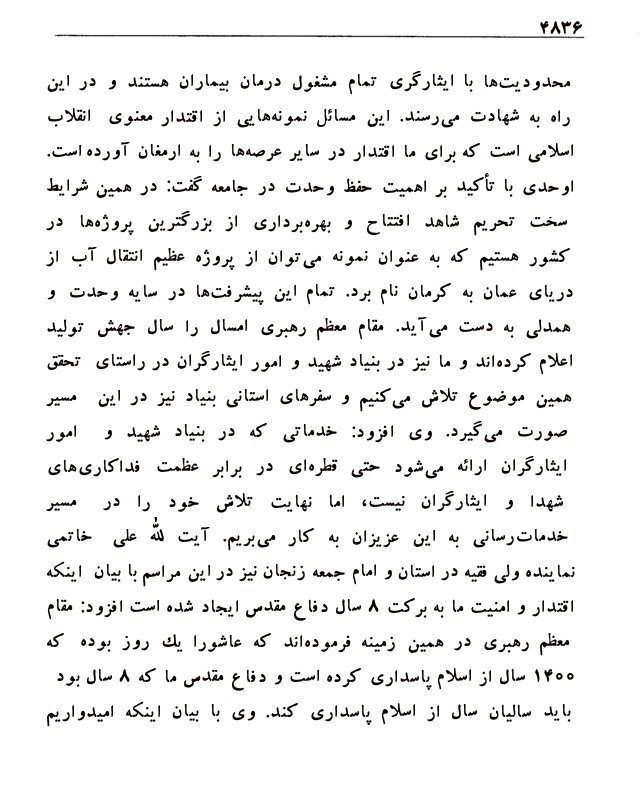 ۴۸۳۶
محدودیت‌ها با ایثارگری تمام مشغول درمان بیماران هستند و در این
راه به شهادت می‌رسند. این مسائل نمونه‌هایی از اقتدار معنوی انقلاب
اسلامی است که برای ما اقتدار در سایر عرصه‌ها را به ارمغان آورده است.
اوحدی با تأکید بر اهمیت حفظ وحدت در جامعه گفت: در همین شرایط
سخت تحریم شاهد افتتاح و بهره‌برداری از بزرگترین پروژه‌ها در
کشور هستیم که به عنوان نمونه می‌توان از پروژه عظیم انتقال آب از
دریای عمان به کرمان نام برد. تمام این پیشرفت‌ها در سایه وحدت و
همدلی به دست می‌آید. مقام معظم رهبری امسال را سال جهش تولید
اعلام کرده‌اند و ما نیز در بنیاد شهید و امور ایثارگران در راستای تحقق
همین موضوع تلاش می‌کنیم و سفرهای استانی بنیاد نیز در این مسیر
صورت می‌گیرد. وی افزود: خدماتی که در بنیاد شهید و امور
ایثارگران ارائه می‌شود حتی قطره‌ای در برابر عظمت فداکاری‌های
شهدا و ایثارگران نیست، اما نهایت تلاش خود را در مسیر
خدمات‌رسانی به این عزیزان به کار می‌بریم. آیت لله علی خاتمی
نماینده ولی فقیه در استان و امام جمعه زنجان نیز در این مراسم با بیان اینکه
اقتدار و امنیت ما به برکت ۸ سال دفاع مقدس ایجاد شده است افزود: مقام
معظم رهبری در همین زمینه فرموده‌اند که عاشورا یك روز بوده که
۱۴۰۰ سال از اسلام پاسداری کرده است و دفاع مقدس ما که ۸ سال بود
باید سالیان سال از اسلام پاسداری کند. وی با بیان اینکه امیدواریم